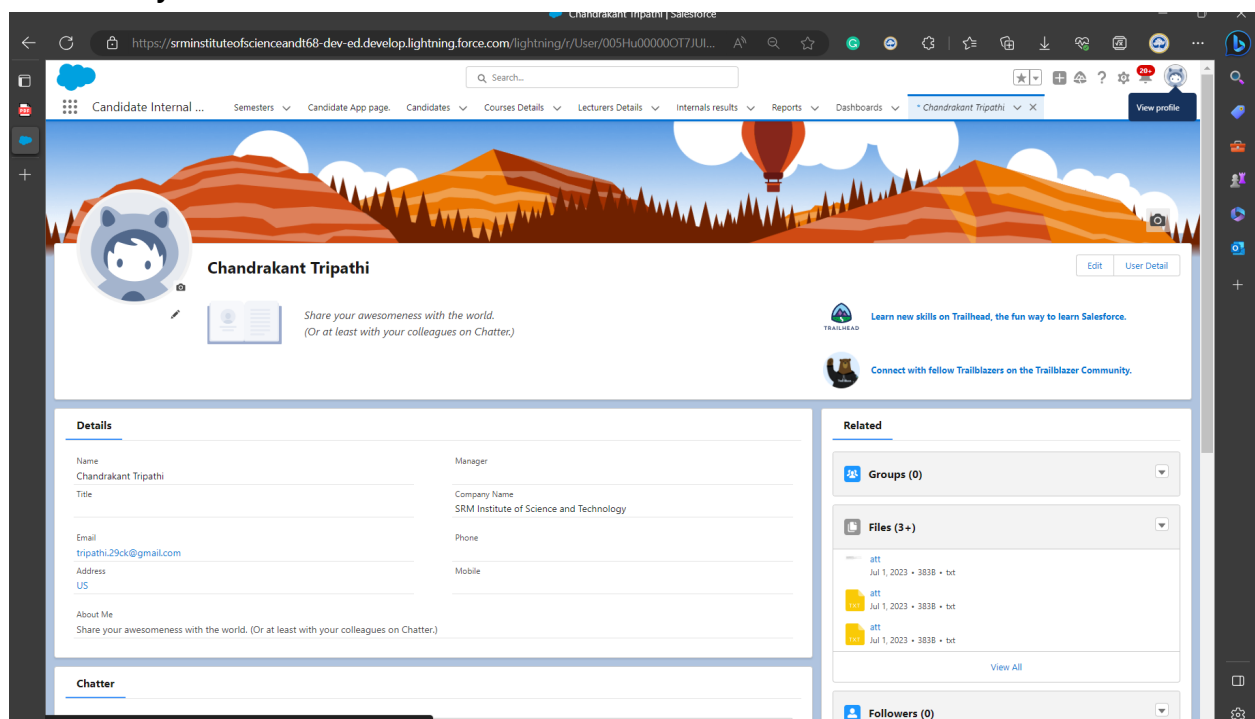 Chandrakant Tripathi | Salesforce
https://srminstituteofscienceandt68-dev-ed.develop.lightning.force.com/lightning/r/User/005Hu00000OT7JUI...
Search...
20+
Candidate Internal ... Semesters Candidate App page. Candidates Courses Details Lecturers Details Internals results Reports Dashboards * Chandrakant Tripathi
View profile
Chandrakant Tripathi
Edit User Detail
Share your awesomeness with the world.
(Or at least with your colleagues on Chatter.)
TRAILHEAD
Learn new skills on Trailhead, the fun way to learn Salesforce.
Connect with fellow Trailblazers on the Trailblazer Community.
Details
Name
Chandrakant Tripathi
Manager
Title
Company Name
SRM Institute of Science and Technology
Email
tripathi.29ck@gmail.com
Phone
Address
US
Mobile
About Me
Share your awesomeness with the world. (Or at least with your colleagues on Chatter.)
Chatter
Related
Groups (0)
Files (3+)
att
Jul 1, 2023 • 383B • txt
TXT
att
Jul 1, 2023 • 383B • txt
TXT
att
Jul 1, 2023 • 383B • txt
View All
Followers (0)